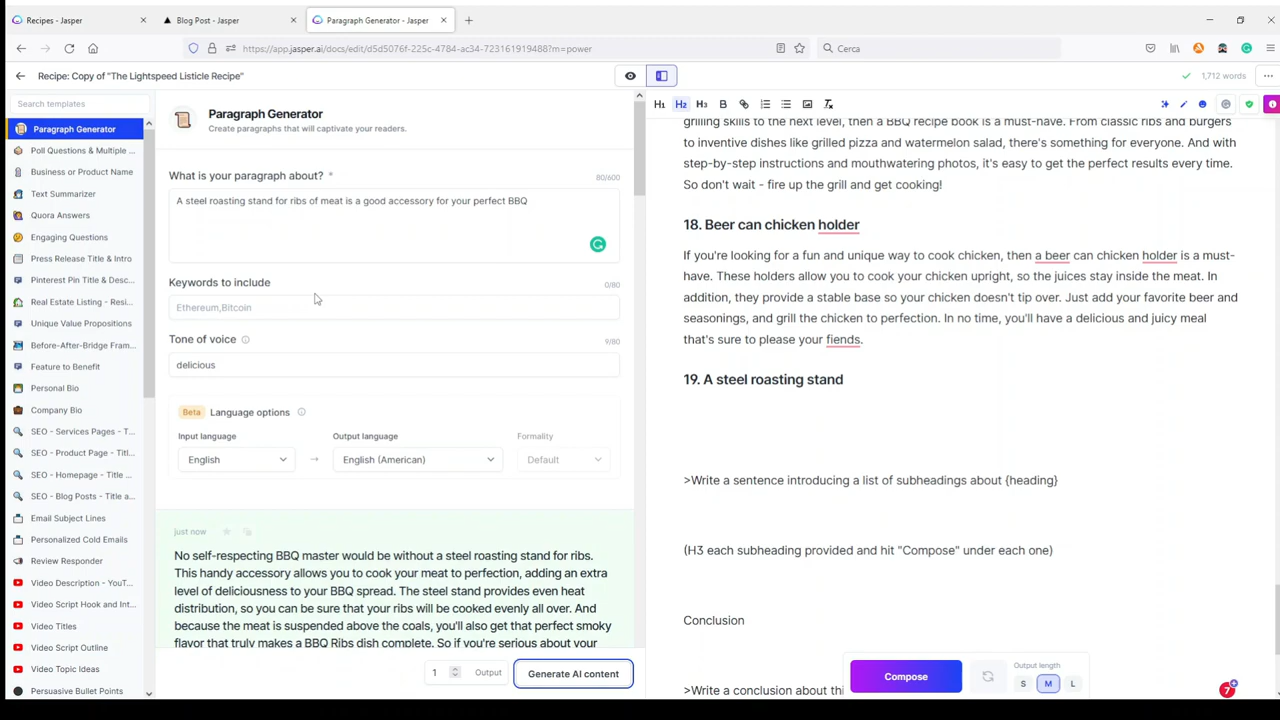 Recipes - Jasper
Blog Post - Jasper
Paragraph Generator - Jasper
https://app.jasper.ai/docs/edit/d5d5076f-225c-4784-ac34-723161919488?m=power
Cerca
Recipe: Copy of "The Lightspeed Listicle Recipe"
1,712 words
Search templates
Paragraph Generator
Poll Questions & Multiple ...
Business or Product Name
Text Summarizer
Quora Answers
Engaging Questions
Press Release Title & Intro
Pinterest Pin Title & Desc...
Real Estate Listing - Resi...
Unique Value Propositions
Before-After-Bridge Fram...
Feature to Benefit
Personal Bio
Company Bio
SEO - Services Pages - T...
SEO - Product Page - Titl...
SEO - Homepage - Title ...
SEO - Blog Posts - Title a...
Email Subject Lines
Personalized Cold Emails
Review Responder
Video Description - YouT...
Video Script Hook and Int...
Video Titles
Video Script Outline
Video Topic Ideas
Persuasive Bullet Points
Paragraph Generator
Create paragraphs that will captivate your readers.
What is your paragraph about? *
80/600
A steel roasting stand for ribs of meat is a good accessory for your perfect BBQ
Keywords to include
0/80
Ethereum,Bitcoin
Tone of voice
9/80
delicious
Beta Language options
Input language
Output language
Formality
English
→
English (American)
Default
just now
No self-respecting BBQ master would be without a steel roasting stand for ribs.
This handy accessory allows you to cook your meat to perfection, adding an extra
level of deliciousness to your BBQ spread. The steel stand provides even heat
distribution, so you can be sure that your ribs will be cooked evenly all over. And
because the meat is suspended above the coals, you'll also get that perfect smoky
flavor that truly makes a BBQ Ribs dish complete. So if you're serious about your
1 Output
Generate AI content
H1 H2 H3 B
grilling skills to the next level, then a BBQ recipe book is a must-have. From classic ribs and burgers
to inventive dishes like grilled pizza and watermelon salad, there's something for everyone. And with
step-by-step instructions and mouthwatering photos, it's easy to get the perfect results every time.
So don't wait - fire up the grill and get cooking!
18. Beer can chicken holder
If you're looking for a fun and unique way to cook chicken, then a beer can chicken holder is a must-
have. These holders allow you to cook your chicken upright, so the juices stay inside the meat. In
addition, they provide a stable base so your chicken doesn't tip over. Just add your favorite beer and
seasonings, and grill the chicken to perfection. In no time, you'll have a delicious and juicy meal
that's sure to please your fiends.
19. A steel roasting stand
>Write a sentence introducing a list of subheadings about {heading}
(H3 each subheading provided and hit "Compose" under each one)
Conclusion
>Write a conclusion about thi
Compose
Output length
S M L
7